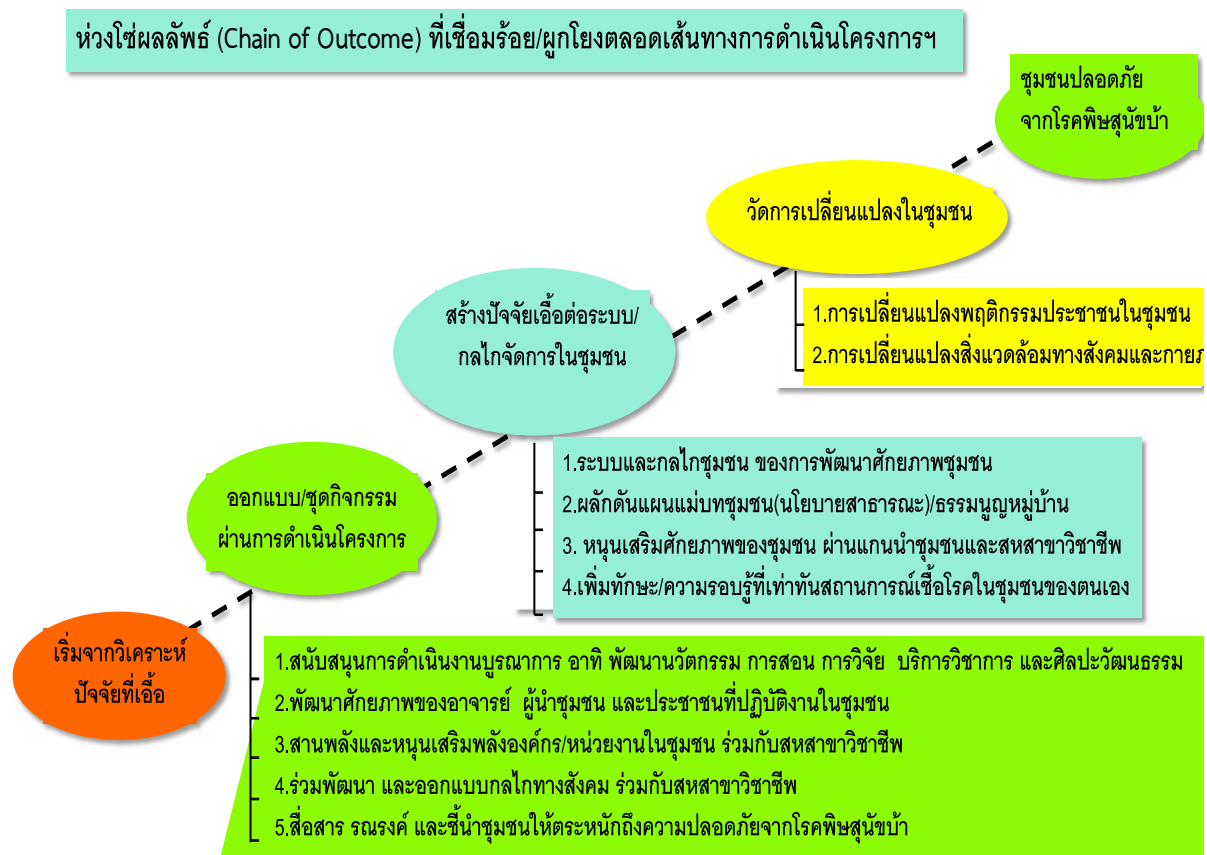 ห่วงโซ่ผลลัพธ์ (Chain of Outcome) ที่เชื่อมร้อย/ผูกโยงตลอดเส้นทางการดำเนินโครงการฯ
ชุมชนปลอดภัย
จากโรคพิษสุนัขบ้า
วัดการเปลี่ยนแปลงในชุมชน
1.การเปลี่ยนแปลงพฤติกรรมประชาชนในชุมชน
2.การเปลี่ยนแปลงสิ่งแวดล้อมทางสังคมและกายภ
สร้างปัจจัยเอื้อต่อระบบ/
กลไกจัดการในชุมชน
1.ระบบและกลไกชุมชน ของการพัฒนาศักยภาพชุมชน
2.ผลักดันแผนแม่บทชุมชน(นโยบายสาธารณะ)/ธรรมนูญหมู่บ้าน
3. หนุนเสริมศักยภาพของชุมชน ผ่านแกนนำชุมชนและสหสาขาวิชาชีพ
4.เพิ่มทักษะ/ความรอบรู้ที่เท่าทันสถานการณ์เชื้อโรคในชุมชนของตนเอง
ออกแบบ/ชุดกิจกรรม
ผ่านการดำเนินโครงการ
เริ่มจากวิเคราะห์
ปัจจัยที่เอื้อ
1.สนับสนุนการดำเนินงานบูรณาการ อาทิ พัฒนานวัตกรรม การสอน การวิจัย บริการวิชาการ และศิลปะวัฒนธรรม
2.พัฒนาศักยภาพของอาจารย์ ผู้นำชุมชน และประชาชนที่ปฏิบัติงานในชุมชน
3.สานพลังและหนุนเสริมพลังองค์กร/หน่วยงานในชุมชน ร่วมกับสหสาขาวิชาชีพ
4.ร่วมพัฒนา และออกแบบกลไกทางสังคม ร่วมกับสหสาขาวิชาชีพ
5.สื่อสาร รณรงค์ และชี้นำชุมชนให้ตระหนักถึงความปลอดภัยจากโรคพิษสุนัขบ้า